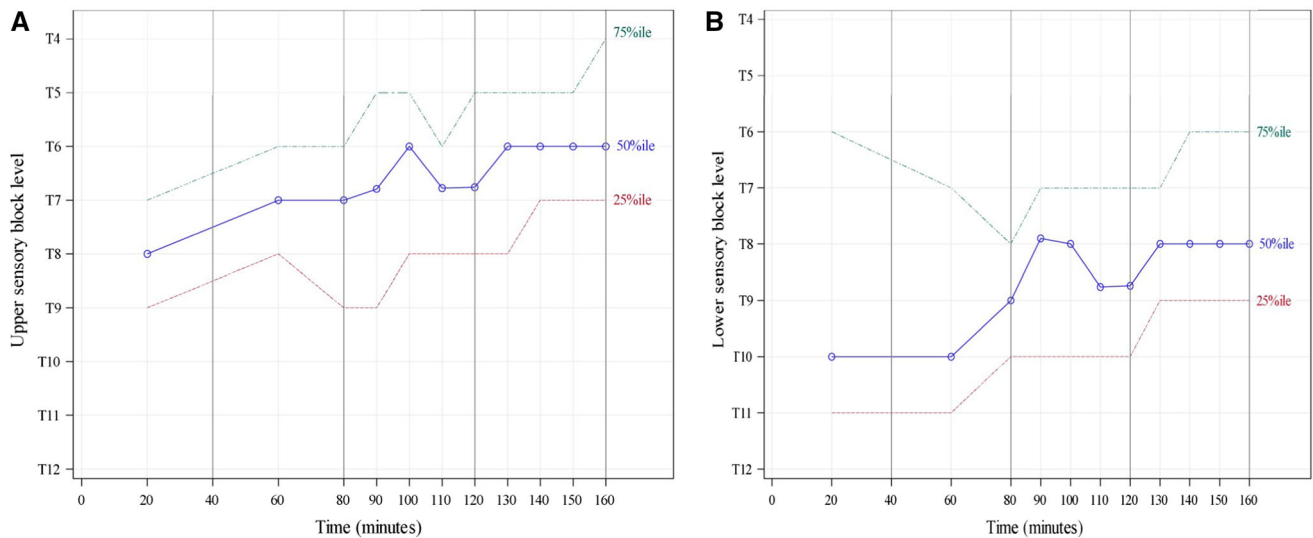 A
Upper sensory block level
T4
T5
T6
T7
T8
T9
T10
T11
T12
75%ile
50%ile
25%ile
0 20 40 60 80 90 100 110 120 130 140 150 160
Time (minutes)
B
Lower sensory block level
T4
T5
T6
T7
T8
T9
T10
T11
T12
75%ile
50%ile
25%ile
0 20 40 60 80 90 100 110 120 130 140 150 160
Time (minutes)